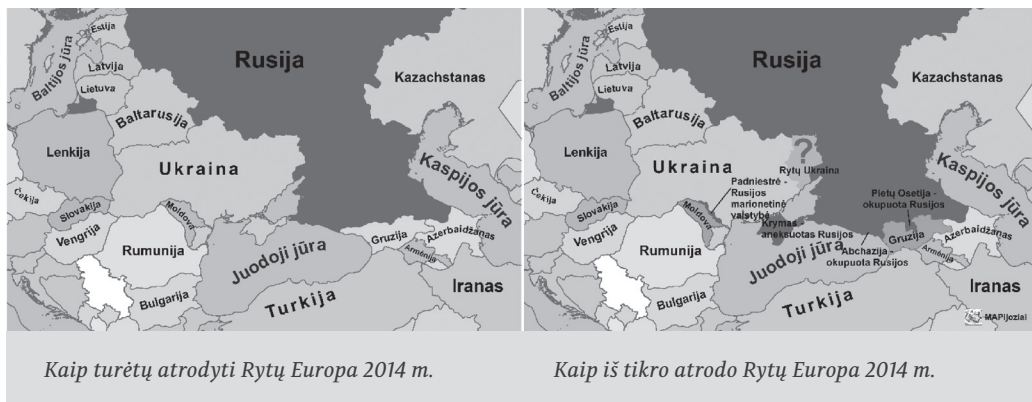 Estija
Baltijos jūra
Latvija
Lietuva
Rusija
Kazachstanas
Baltarusija
Lenkija
Ukraina
Čekija
Slovakija
Moldova
Vengrija
Rumunija
Kaspijos jūra
Juodoji jūra
Gruzija
Azerbaidžanas
Armėnija
Bulgarija
Turkija
Iranas
Kaip turėtų atrodyti Rytų Europa 2014 m.
Estija
Baltijos jūra
Latvija
Lietuva
Rusija
Kazachstanas
Baltarusija
Lenkija
Ukraina
?
Rytų Ukraina
Čekija
Slovakija
Moldova
Padniestrė -
Rusijos
marionetinė
valstybė
Krymas -
aneksuotas Rusijos
Pietų Osetija -
okupuota Rusijos
Kaspijos jūra
Vengrija
Rumunija
Juodoji jūra
Abchazija -
okupuota Rusijos
Gruzija
Azerbaidžanas
Armėnija
Bulgarija
Turkija
Iranas
MAPijoziai
Kaip iš tikro atrodo Rytų Europa 2014 m.